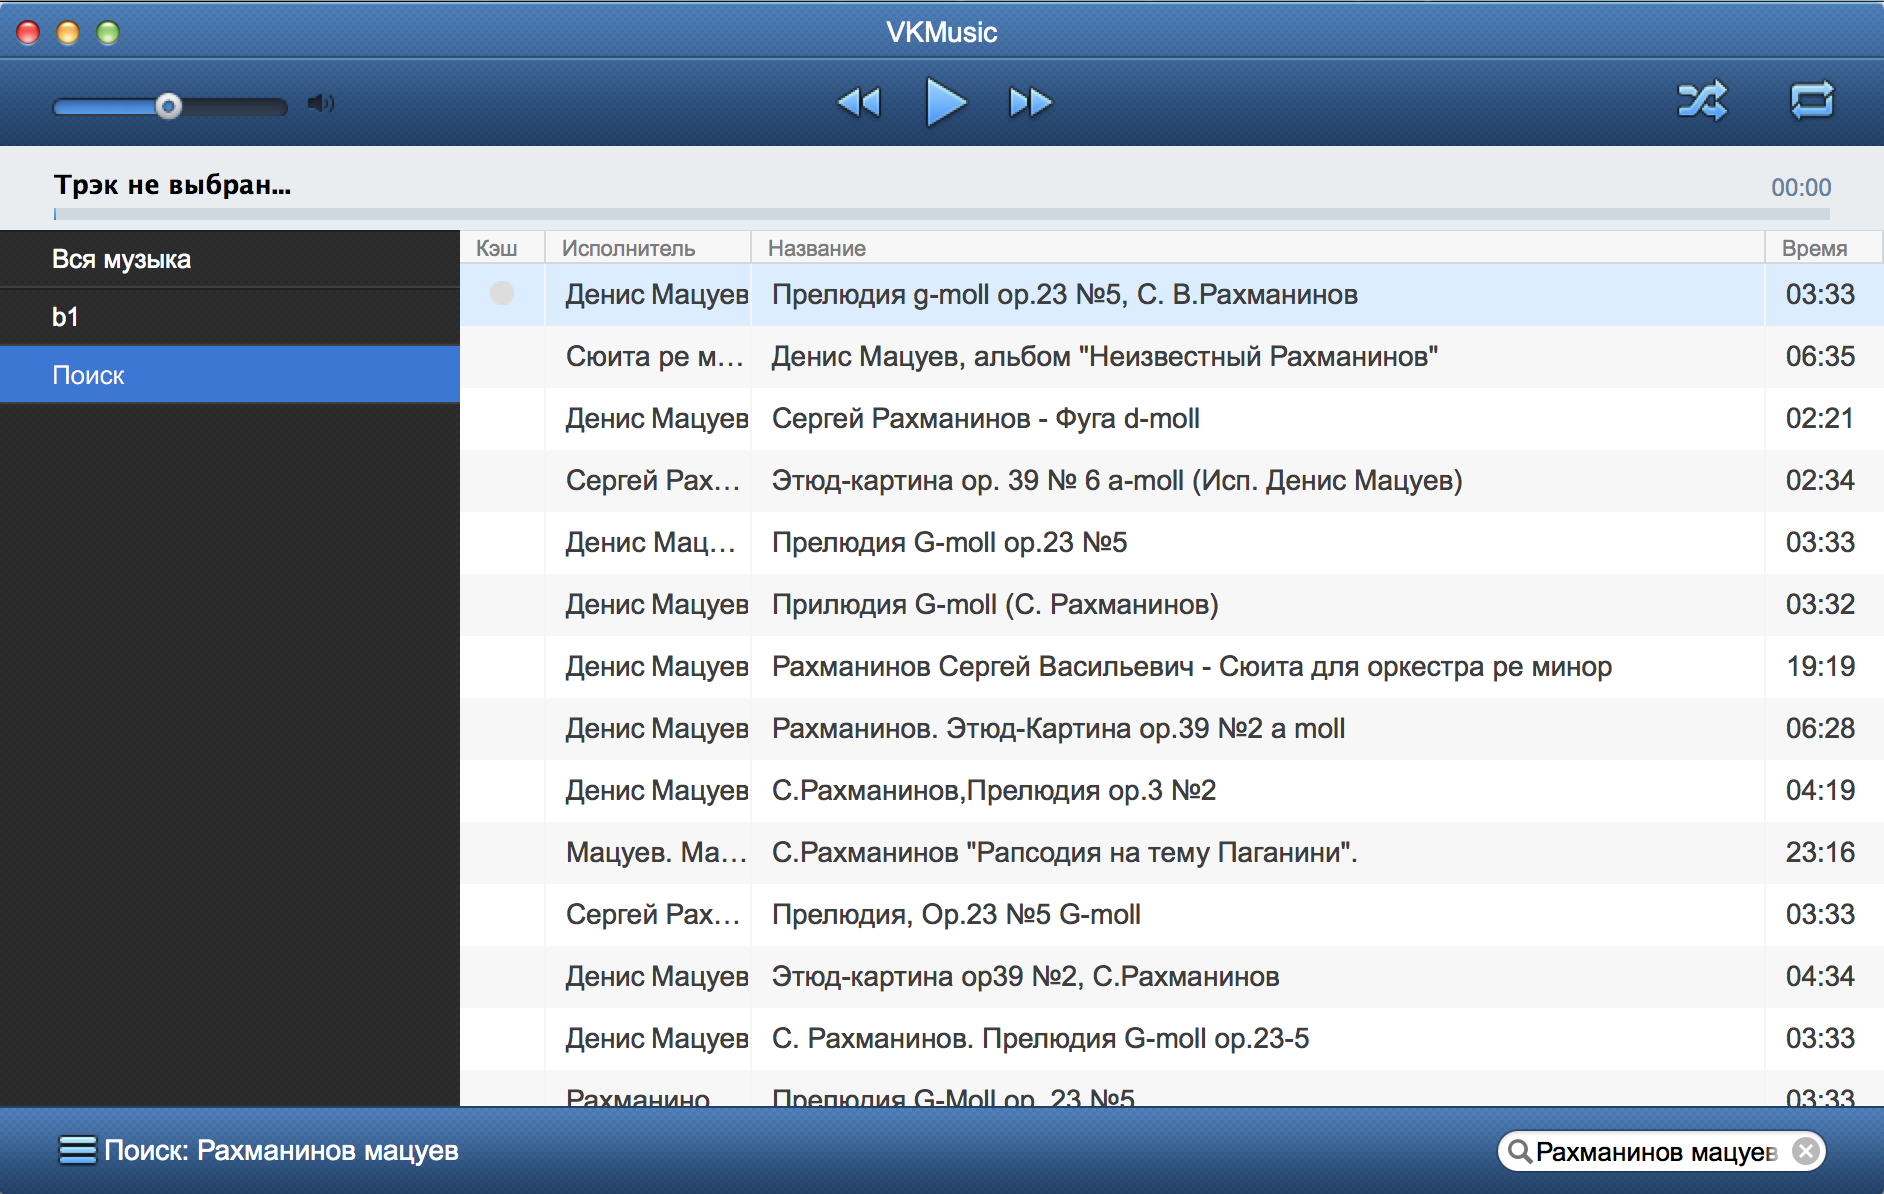 VKMusic
Трэк не выбран...
00:00
Вся музыка
b1
Поиск
Кэш Исполнитель Название Время
Денис Мацуев Прелюдия g-moll op.23 №5, С. В.Рахманинов 03:33
Сюита ре м... Денис Мацуев, альбом "Неизвестный Рахманинов" 06:35
Денис Мацуев Сергей Рахманинов - Фуга d-moll 02:21
Сергей Рах... Этюд-картина op. 39 № 6 a-moll (Исп. Денис Мацуев) 02:34
Денис Мац... Прелюдия G-moll op.23 №5 03:33
Денис Мацуев Прилюдия G-moll (С. Рахманинов) 03:32
Денис Мацуев Рахманинов Сергей Васильевич - Сюита для оркестра ре минор 19:19
Денис Мацуев Рахманинов. Этюд-Картина ор.39 №2 a moll 06:28
Денис Мацуев С.Рахманинов,Прелюдия ор.3 №2 04:19
Мацуев. Ма... С.Рахманинов "Рапсодия на тему Паганини". 23:16
Сергей Рах... Прелюдия, Op.23 №5 G-moll 03:33
Денис Мацуев Этюд-картина ор39 №2, С.Рахманинов 04:34
Денис Мацуев С. Рахманинов. Прелюдия G-moll op.23-5 03:33
Рахманино... Прелюдия G-Moll op. 23 №5 03:33
Поиск: Рахманинов мацуев
Рахманинов мацуев